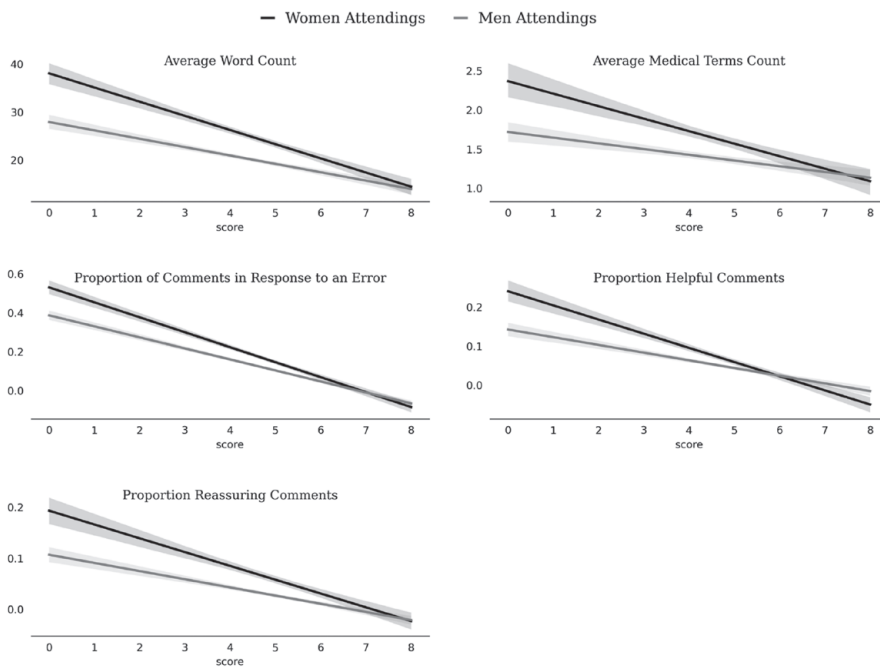 Women Attendings Men Attendings
Average Word Count
40
30
20
0 1 2 3 4 5 6 7 8
score
Average Medical Terms Count
2.5
2.0
1.5
1.0
0 1 2 3 4 5 6 7 8
score
Proportion of Comments in Response to an Error
0.6
0.4
0.2
0.0
0 1 2 3 4 5 6 7 8
score
Proportion Helpful Comments
0.2
0.1
0.0
0 1 2 3 4 5 6 7 8
score
Proportion Reassuring Comments
0.2
0.1
0.0
0 1 2 3 4 5 6 7 8
score